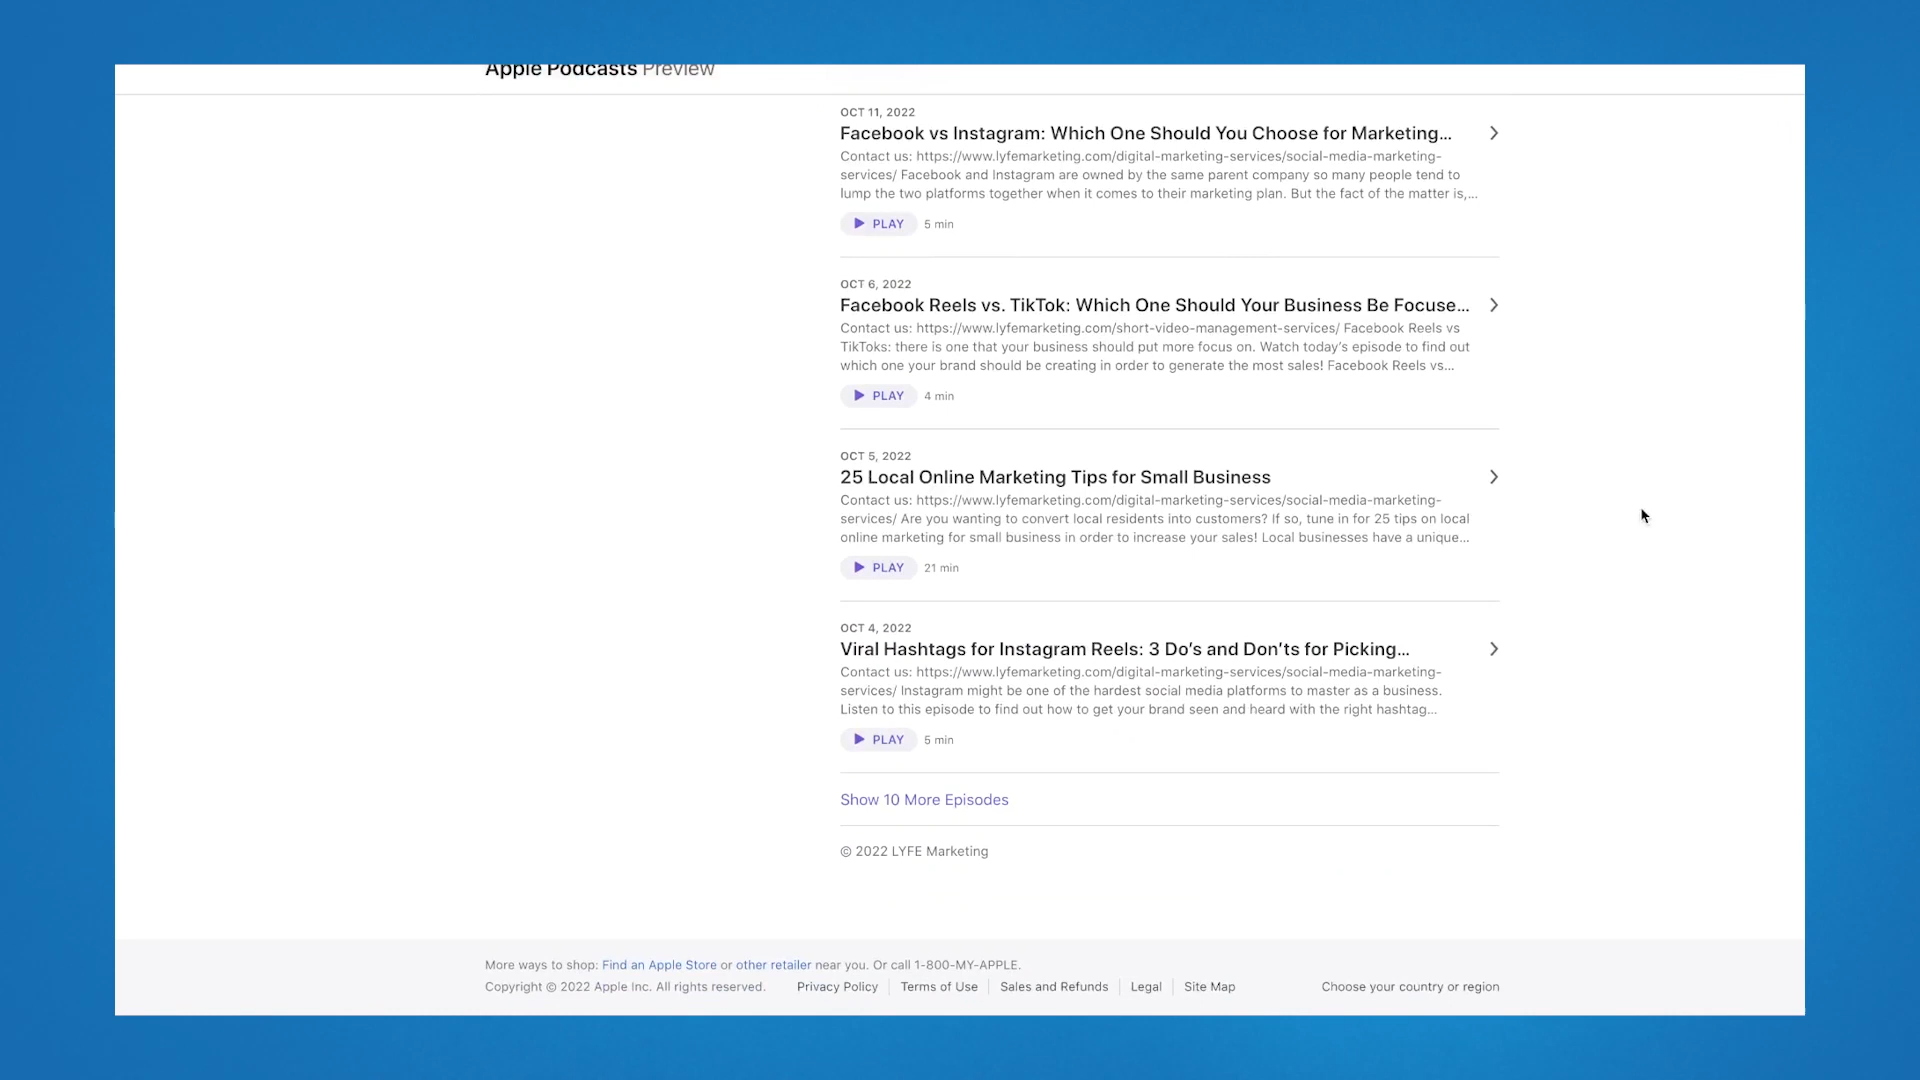 Apple Podcasts Preview
OCT 11, 2022
Facebook vs Instagram: Which One Should You Choose for Marketing...
Contact us: https://www.lyfemarketing.com/digital-marketing-services/social-media-marketing-
services/ Facebook and Instagram are owned by the same parent company so many people tend to
lump the two platforms together when it comes to their marketing plan. But the fact of the matter is,...
PLAY 5 min
OCT 6, 2022
Facebook Reels vs. TikTok: Which One Should Your Business Be Focuse...
Contact us: https://www.lyfemarketing.com/short-video-management-services/ Facebook Reels vs
TikToks: there is one that your business should put more focus on. Watch today's episode to find out
which one your brand should be creating in order to generate the most sales! Facebook Reels vs...
PLAY 4 min
OCT 5, 2022
25 Local Online Marketing Tips for Small Business
Contact us: https://www.lyfemarketing.com/digital-marketing-services/social-media-marketing-
services/ Are you wanting to convert local residents into customers? If so, tune in for 25 tips on local
online marketing for small business in order to increase your sales! Local businesses have a unique...
PLAY 21 min
OCT 4, 2022
Viral Hashtags for Instagram Reels: 3 Do's and Don'ts for Picking...
Contact us: https://www.lyfemarketing.com/digital-marketing-services/social-media-marketing-
services/ Instagram might be one of the hardest social media platforms to master as a business.
Listen to this episode to find out how to get your brand seen and heard with the right hashtag...
PLAY 5 min
Show 10 More Episodes
© 2022 LYFE Marketing
More ways to shop: Find an Apple Store or other retailer near you. Or call 1-800-MY-APPLE.
Copyright © 2022 Apple Inc. All rights reserved. Privacy Policy Terms of Use Sales and Refunds Legal Site Map Choose your country or region